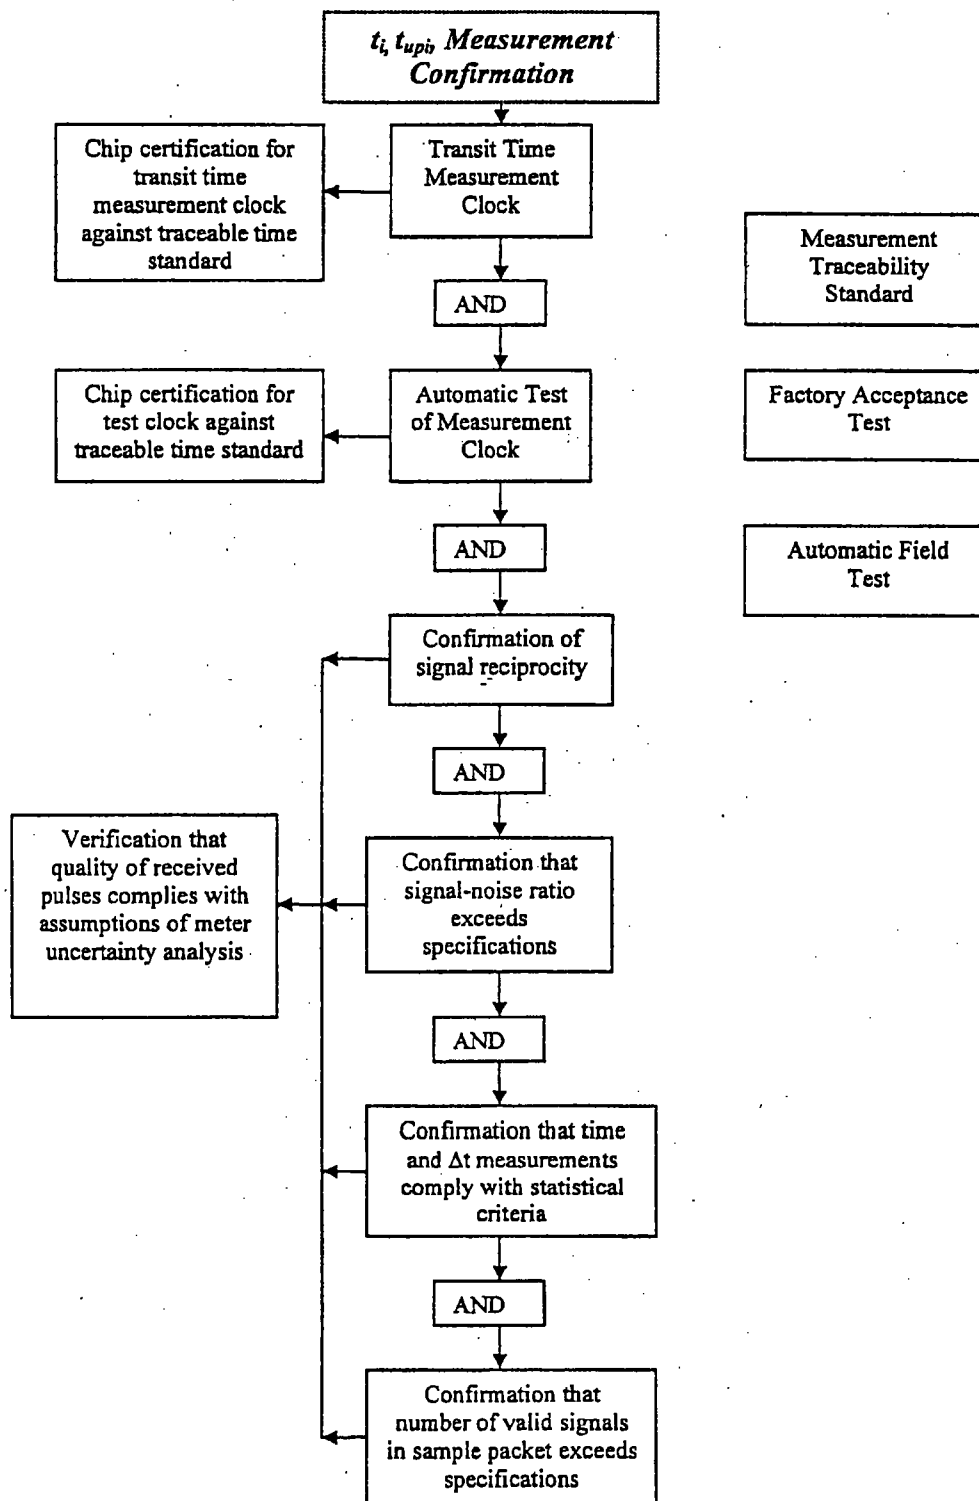 t_i, t_upi, Measurement
Confirmation
Chip certification for
transit time
measurement clock
against traceable time
standard
Transit Time
Measurement
Clock
Measurement
Traceability
Standard
AND
Chip certification for
test clock against
traceable time standard
Automatic Test
of Measurement
Clock
Factory Acceptance
Test
AND
Automatic Field
Test
Confirmation of
signal reciprocity
AND
Verification that
quality of received
pulses complies with
assumptions of meter
uncertainty analysis
Confirmation that
signal-noise ratio
exceeds
specifications
AND
Confirmation that time
and Δt measurements
comply with statistical
criteria
AND
Confirmation that
number of valid signals
in sample packet exceeds
specifications